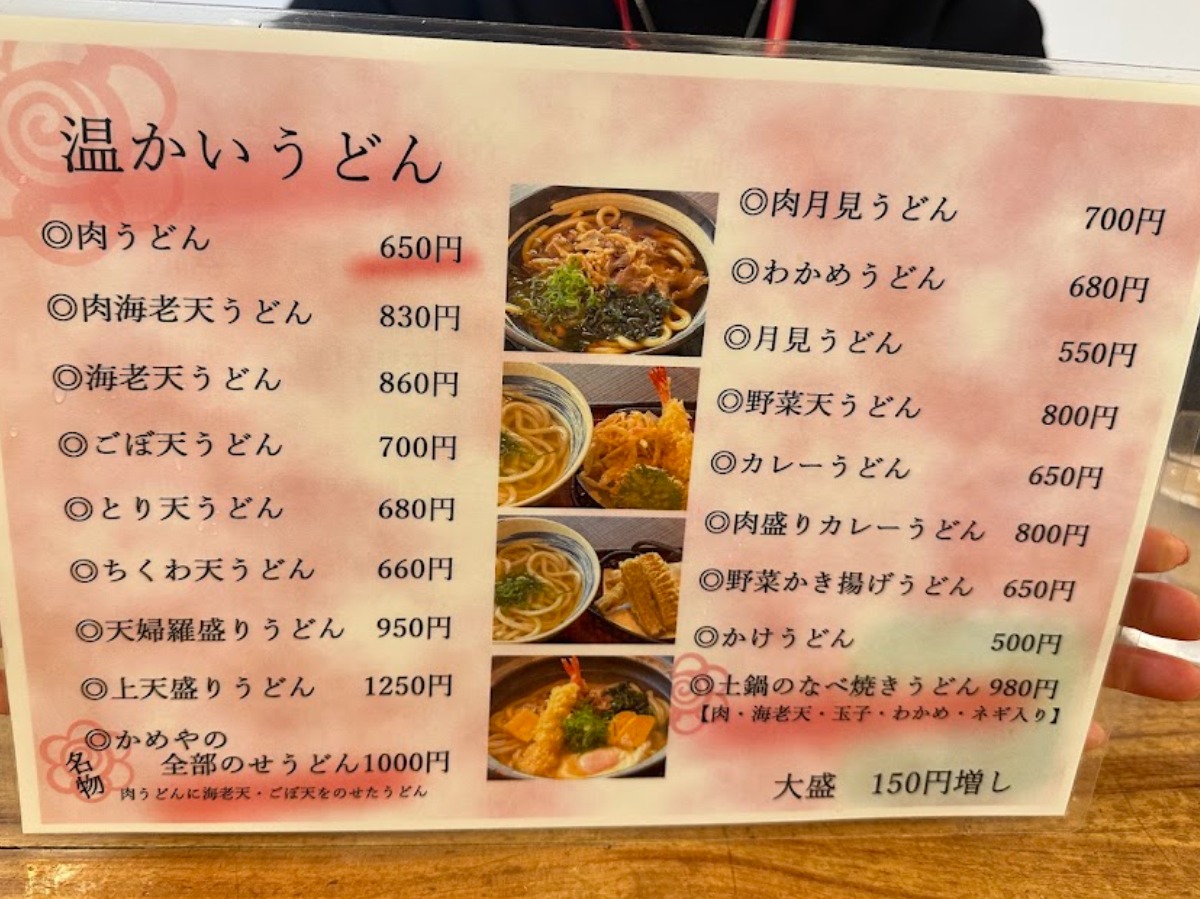 温かいうどん
◎肉うどん 650円
◎肉海老天うどん 830円
◎海老天うどん 860円
◎ごぼ天うどん 700円
◎とり天うどん 680円
◎ちくわ天うどん 660円
◎天婦羅盛りうどん 950円
◎上天盛りうどん 1250円
名物
◎かめやの
全部のせうどん1000円
肉うどんに海老天・ごぼ天をのせたうどん
◎肉月見うどん 700円
◎わかめうどん 680円
◎月見うどん 550円
◎野菜天うどん 800円
◎カレーうどん 650円
◎肉盛りカレーうどん 800円
◎野菜かき揚げうどん 650円
◎かけうどん 500円
◎土鍋のなべ焼きうどん 980円
【肉・海老天・玉子・わかめ・ネギ入り】
大盛 150円増し